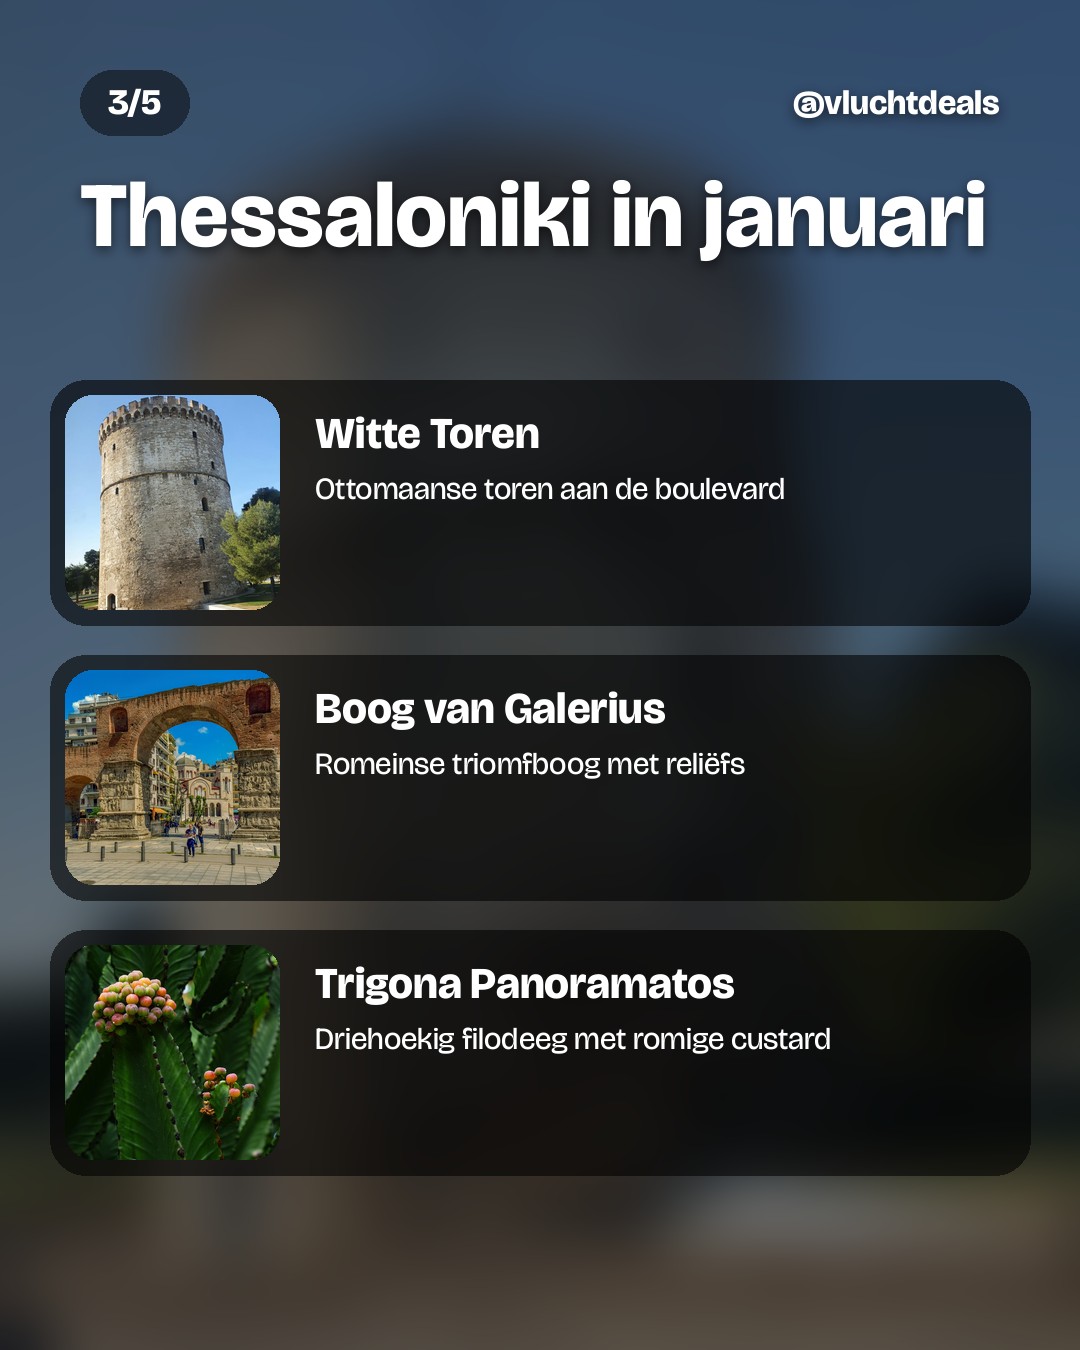 3/5
@vluchtdeals
Thessaloniki in januari
Witte Toren
Ottomaanse toren aan de boulevard
Boog van Galerius
Romeinse triomfboog met reliëfs
Trigona Panoramatos
Driehoekig filodeeg met romige custard